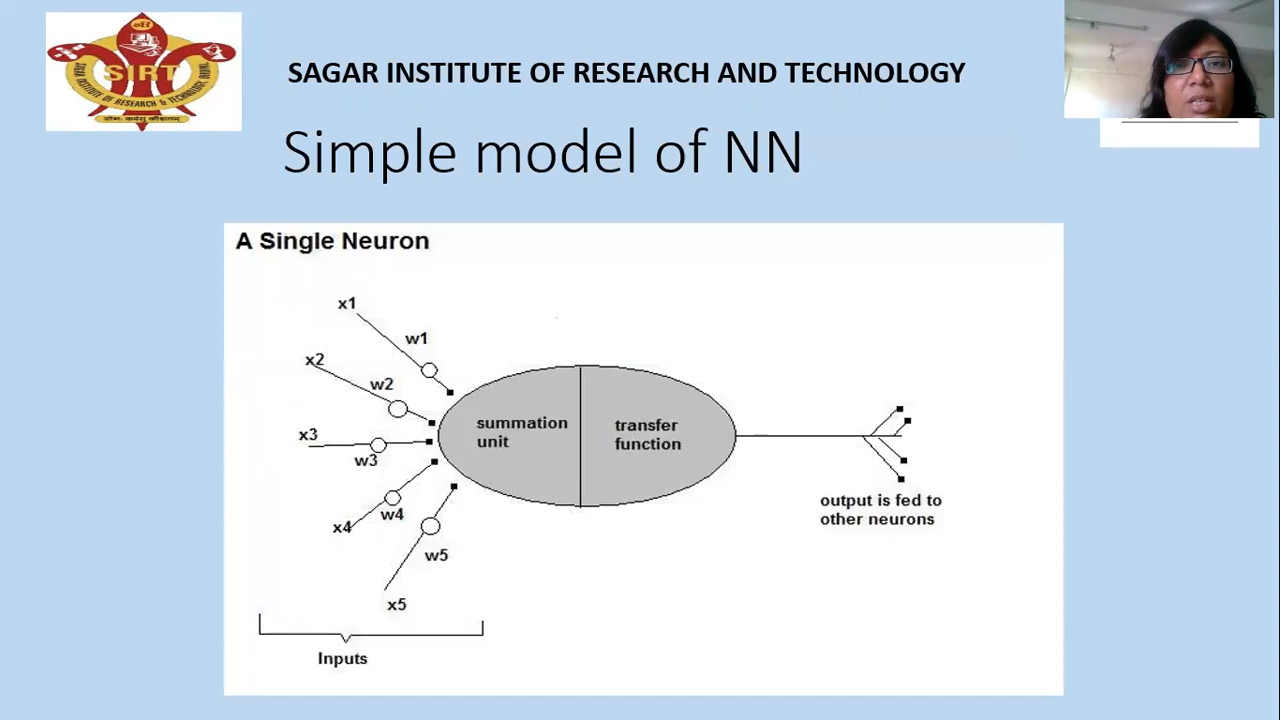 SIRT
SAGAR INSTITUTE OF RESEARCH AND TECHNOLOGY
Simple model of NN
A Single Neuron
x1
w1
x2
w2
x3
w3
x4
w4
x5
w5
summation
unit
transfer
function
output is fed to
other neurons
Inputs